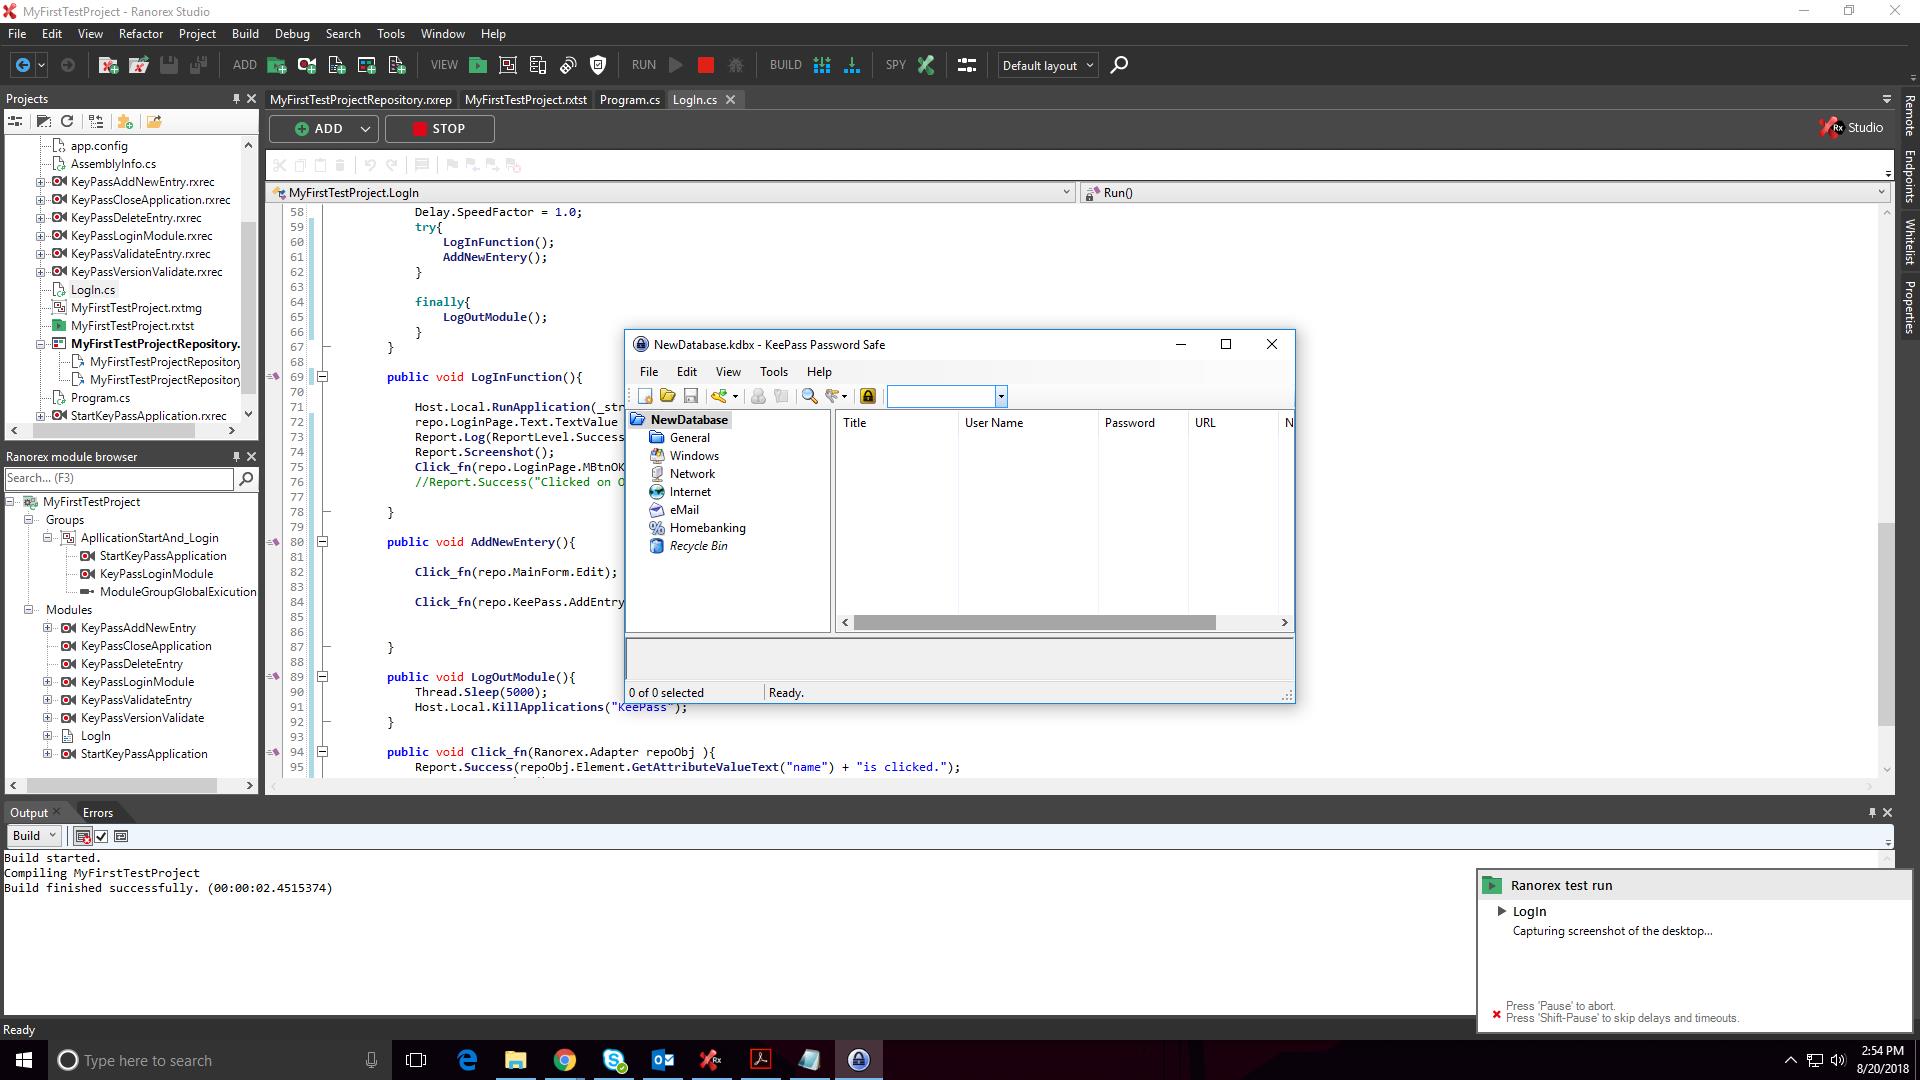 MyFirstTestProject - Ranorex Studio
File Edit View Refactor Project Build Debug Search Tools Window Help
ADD VIEW RUN BUILD SPY Default layout
Projects
app.config
AssemblyInfo.cs
KeyPassAddNewEntry.rxrec
KeyPassCloseApplication.rxrec
KeyPassDeleteEntry.rxrec
KeyPassLoginModule.rxrec
KeyPassValidateEntry.rxrec
KeyPassVersionValidate.rxrec
LogIn.cs
MyFirstTestProject.rxtmg
MyFirstTestProject.rxtst
MyFirstTestProjectRepository.
MyFirstTestProjectRepository
MyFirstTestProjectRepository
Program.cs
StartKeyPassApplication.rxrec
Ranorex module browser
Search... (F3)
MyFirstTestProject
Groups
ApllicationStartAnd_Login
StartKeyPassApplication
KeyPassLoginModule
ModuleGroupGlobalExicution
Modules
KeyPassAddNewEntry
KeyPassCloseApplication
KeyPassDeleteEntry
KeyPassLoginModule
KeyPassValidateEntry
KeyPassVersionValidate
LogIn
StartKeyPassApplication
MyFirstTestProjectRepository.rxrep MyFirstTestProject.rxtst Program.cs LogIn.cs
ADD STOP
Rx Studio
MyFirstTestProject.LogIn Run()
58 Delay.SpeedFactor = 1.0;
59 try{
60 LogInFunction();
61 AddNewEntery();
62 }
63
64 finally{
65 LogOutModule();
66 }
67 }
68
69 public void LogInFunction(){
70
71 Host.Local.RunApplication(_str
72 repo.LoginPage.Text.TextValue
73 Report.Log(ReportLevel.Success
74 Report.Screenshot();
75 Click_fn(repo.LoginPage.MBtnOK
76 //Report.Success("Clicked on O
77
78 }
79
80 public void AddNewEntery(){
81
82 Click_fn(repo.MainForm.Edit);
83
84 Click_fn(repo.KeePass.AddEntry
85
86
87 }
88
89 public void LogOutModule(){
90 Thread.Sleep(5000);
91 Host.Local.KillApplications("KeePass");
92 }
93
94 public void Click_fn(Ranorex.Adapter repoObj ){
95 Report.Success(repoObj.Element.GetAttributeValueText("name") + "is clicked.");
NewDatabase.kdbx - KeePass Password Safe
File Edit View Tools Help
NewDatabase
General
Windows
Network
Internet
eMail
Homebanking
Recycle Bin
Title User Name Password URL N
0 of 0 selected Ready.
Remote
Endpoints
Whitelist
Properties
Output Errors
Build
Build started.
Compiling MyFirstTestProject
Build finished successfully. (00:00:02.4515374)
Ranorex test run
LogIn
Capturing screenshot of the desktop...
Press 'Pause' to abort.
Press 'Shift-Pause' to skip delays and timeouts.
Ready
Type here to search
2:54 PM
8/20/2018